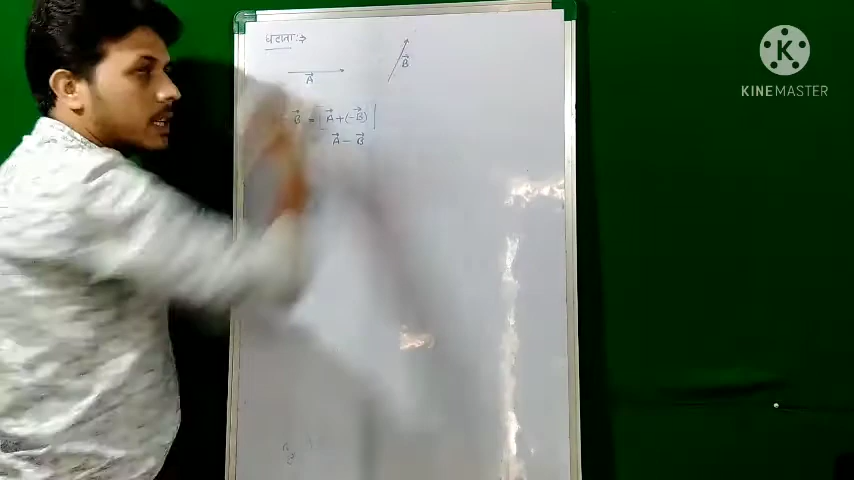 घटाना :→
A⃗
B⃗
B⃗ = | A⃗ + (-B⃗) |
A⃗ - B⃗
K
KINEMASTER